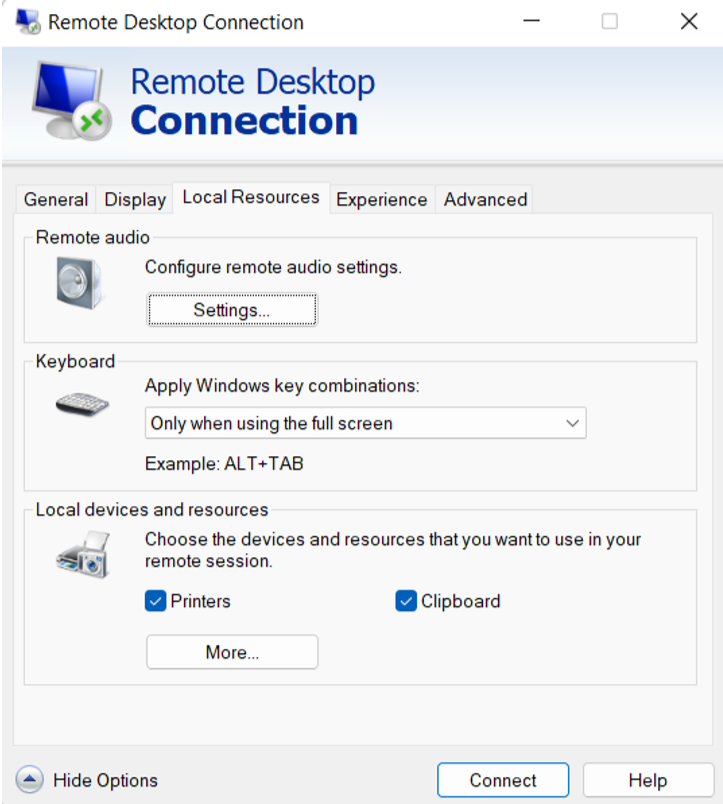 Remote Desktop Connection
Remote Desktop
Connection
General Display Local Resources Experience Advanced
Remote audio
Configure remote audio settings.
Settings...
Keyboard
Apply Windows key combinations:
Only when using the full screen
Example: ALT+TAB
Local devices and resources
Choose the devices and resources that you want to use in your
remote session.
Printers Clipboard
More...
Hide Options Connect Help